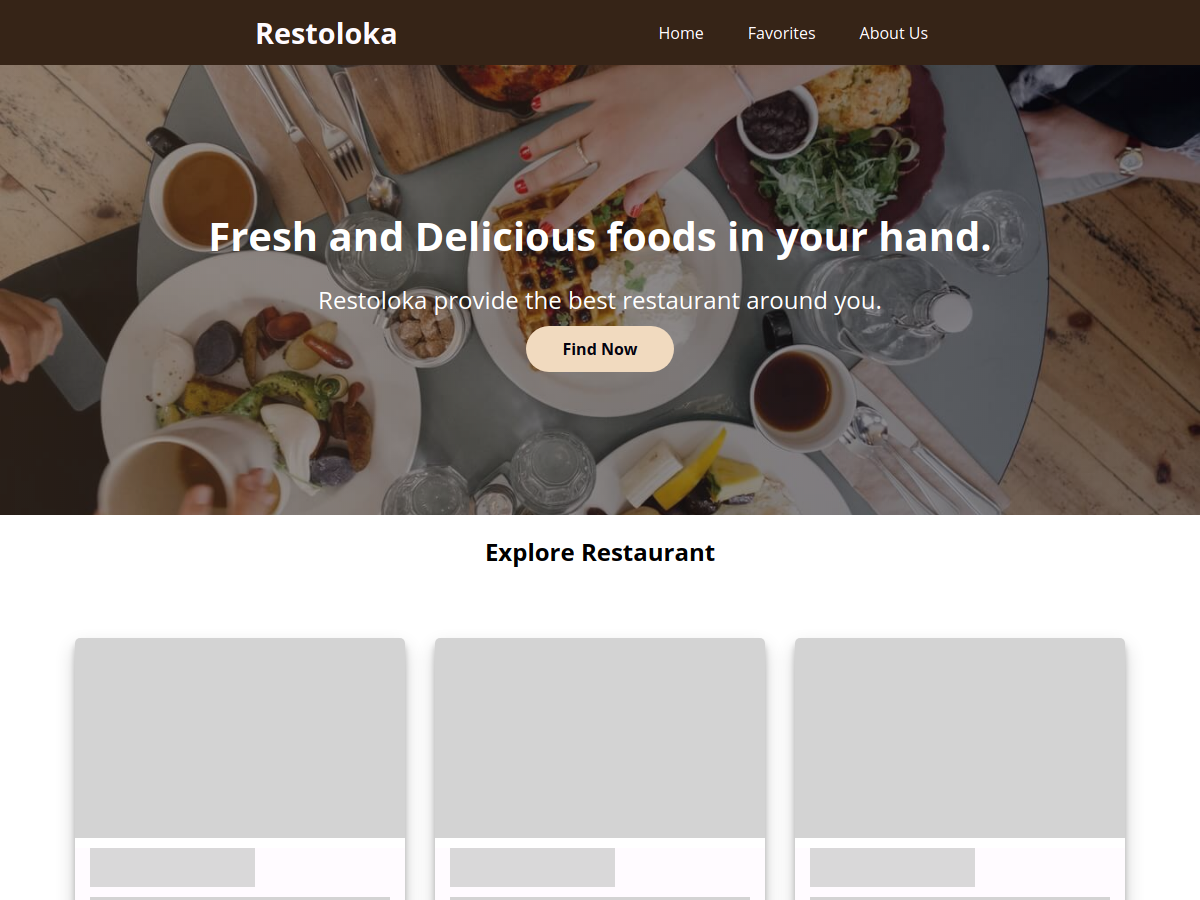 Restoloka
Home
Favorites
About Us
Fresh and Delicious foods in your hand.
Restoloka provide the best restaurant around you.
Find Now
Explore Restaurant